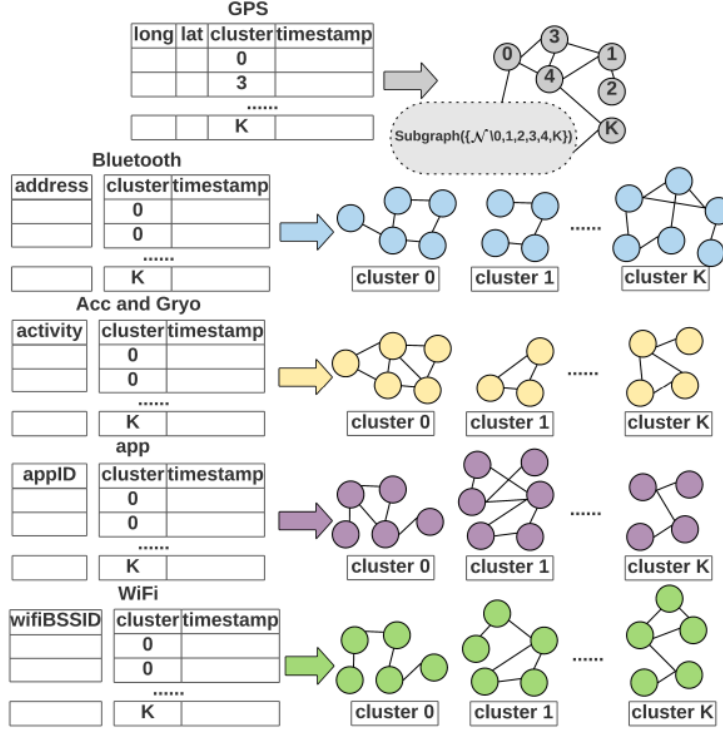 GPS
long lat cluster timestamp
0
3
......
K
0 3 1 4 2 K
Subgraph({𝒩\0,1,2,3,4,K})
Bluetooth
address cluster timestamp
0
0
......
K
cluster 0 cluster 1 ...... cluster K
Acc and Gryo
activity cluster timestamp
0
0
......
K
cluster 0 cluster 1 ...... cluster K
app
appID cluster timestamp
0
0
......
K
cluster 0 cluster 1 ...... cluster K
WiFi
wifiBSSID cluster timestamp
0
0
......
K
cluster 0 cluster 1 ...... cluster K